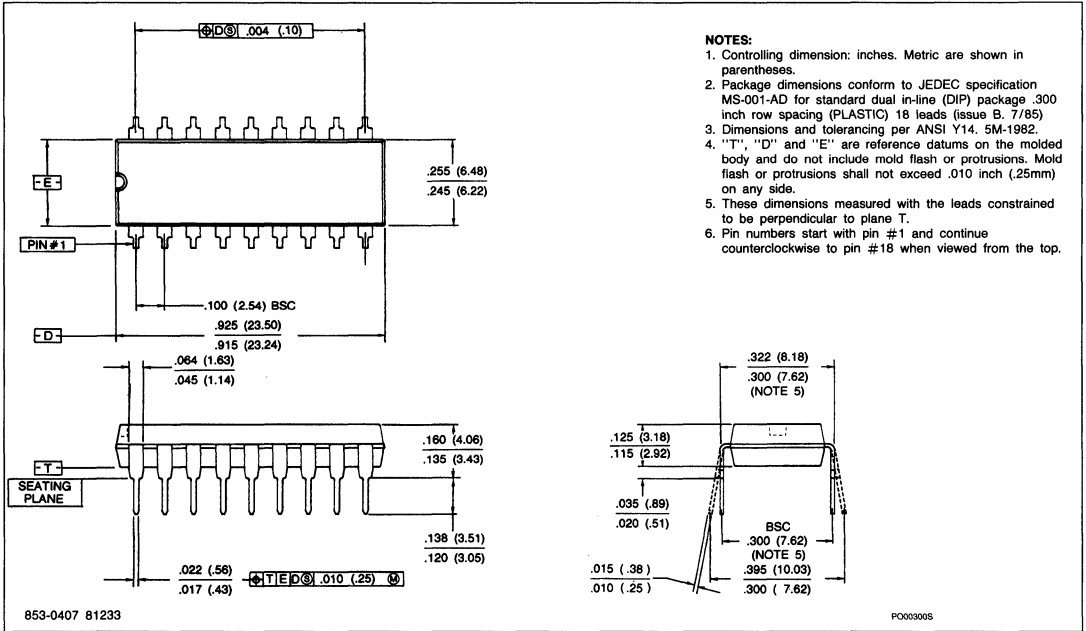 ⌖ D Ⓢ .004 (.10)
NOTES:
1. Controlling dimension: inches. Metric are shown in
parentheses.
2. Package dimensions conform to JEDEC specification
MS-001-AD for standard dual in-line (DIP) package .300
inch row spacing (PLASTIC) 18 leads (issue B. 7/85)
3. Dimensions and tolerancing per ANSI Y14. 5M-1982.
4. "T", "D" and "E" are reference datums on the molded
body and do not include mold flash or protrusions. Mold
flash or protrusions shall not exceed .010 inch (.25mm)
on any side.
5. These dimensions measured with the leads constrained
to be perpendicular to plane T.
6. Pin numbers start with pin #1 and continue
counterclockwise to pin #18 when viewed from the top.
-E-
.255 (6.48)
.245 (6.22)
PIN#1
.100 (2.54) BSC
-D-
.925 (23.50)
.915 (23.24)
.064 (1.63)
.045 (1.14)
.160 (4.06)
.135 (3.43)
-T-
SEATING
PLANE
.138 (3.51)
.120 (3.05)
.022 (.56)
.017 (.43)
⌖ T E D Ⓢ .010 (.25) Ⓜ
.322 (8.18)
.300 (7.62)
(NOTE 5)
.125 (3.18)
.115 (2.92)
.035 (.89)
.020 (.51)
BSC
.300 (7.62)
(NOTE 5)
.015 (.38 )
.010 (.25 )
.395 (10.03)
.300 ( 7.62)
853-0407 81233
PO00300S